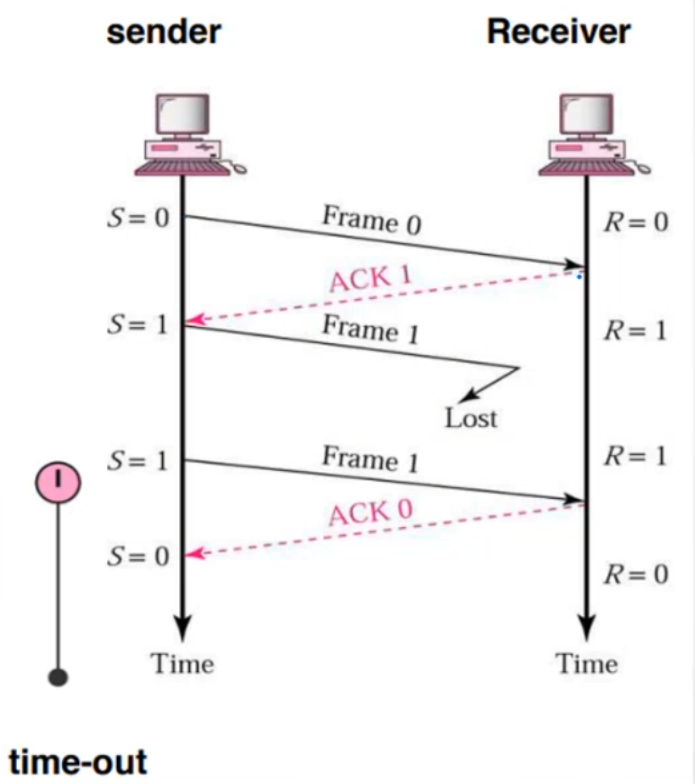 sender Receiver
S = 0 Frame 0 R = 0
ACK 1
S = 1 Frame 1 R = 1
Lost
S = 1 Frame 1 R = 1
ACK 0
S = 0 R = 0
Time Time
time-out